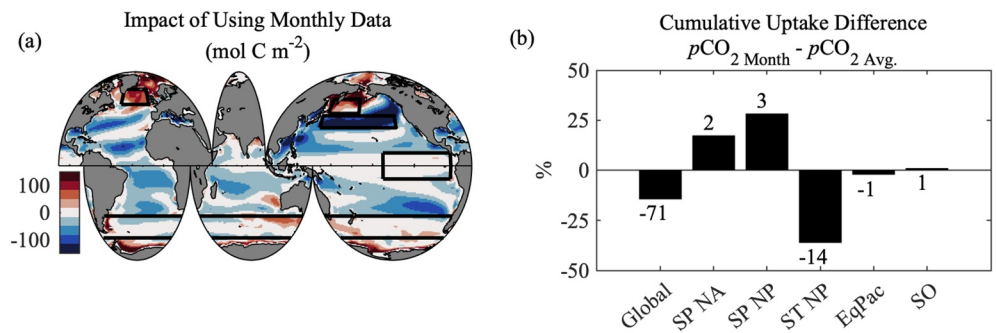 Impact of Using Monthly Data
(mol C m-2)
(a)
100
0
-100
Cumulative Uptake Difference
pCO2 Month - pCO2 Avg.
(b)
50
25
0
-25
-50
%
-71
2
3
-14
-1
1
Global
SP NA
SP NP
ST NP
EqPac
SO